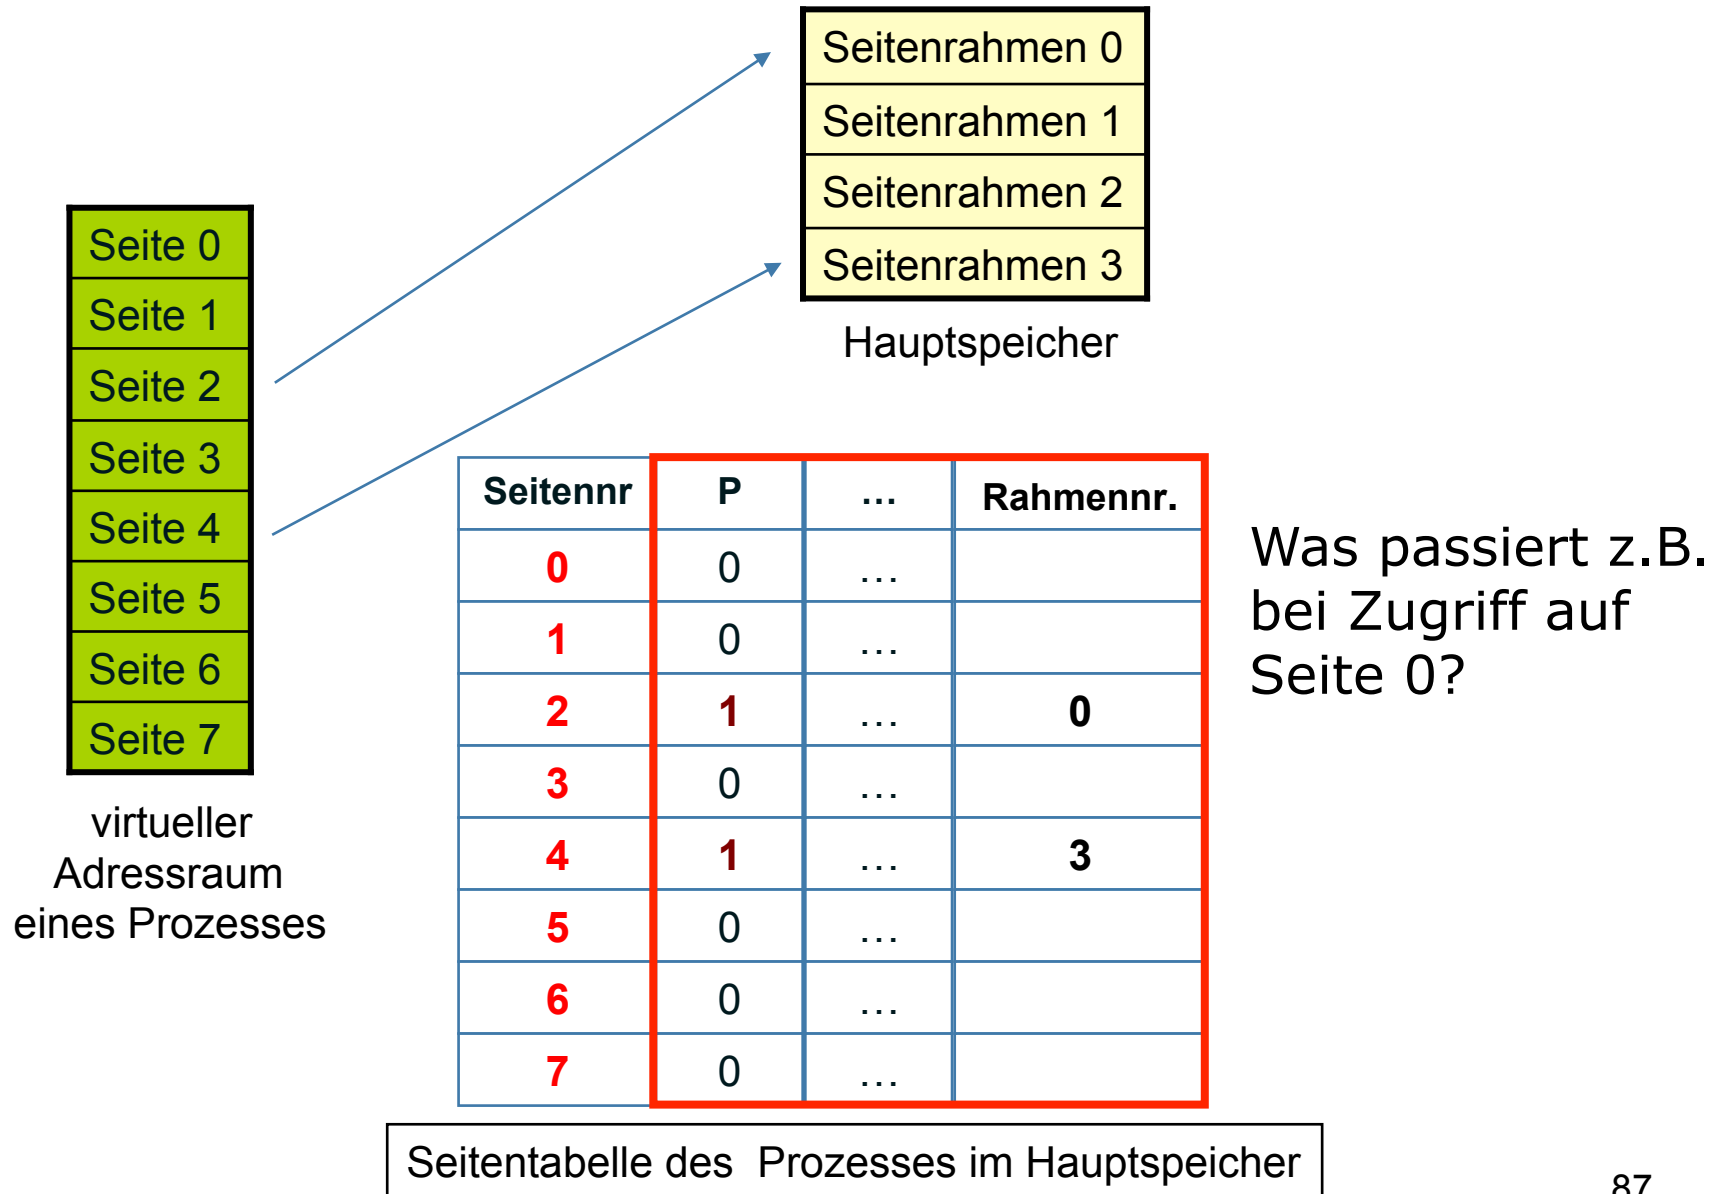 Seitenrahmen 0
Seitenrahmen 1
Seitenrahmen 2
Seitenrahmen 3
Hauptspeicher
Seite 0
Seite 1
Seite 2
Seite 3
Seite 4
Seite 5
Seite 6
Seite 7
virtueller
Adressraum
eines Prozesses
Seitennr P ... Rahmennr.
0 0 ...
1 0 ...
2 1 ... 0
3 0 ...
4 1 ... 3
5 0 ...
6 0 ...
7 0 ...
Was passiert z.B.
bei Zugriff auf
Seite 0?
Seitentabelle des Prozesses im Hauptspeicher
87